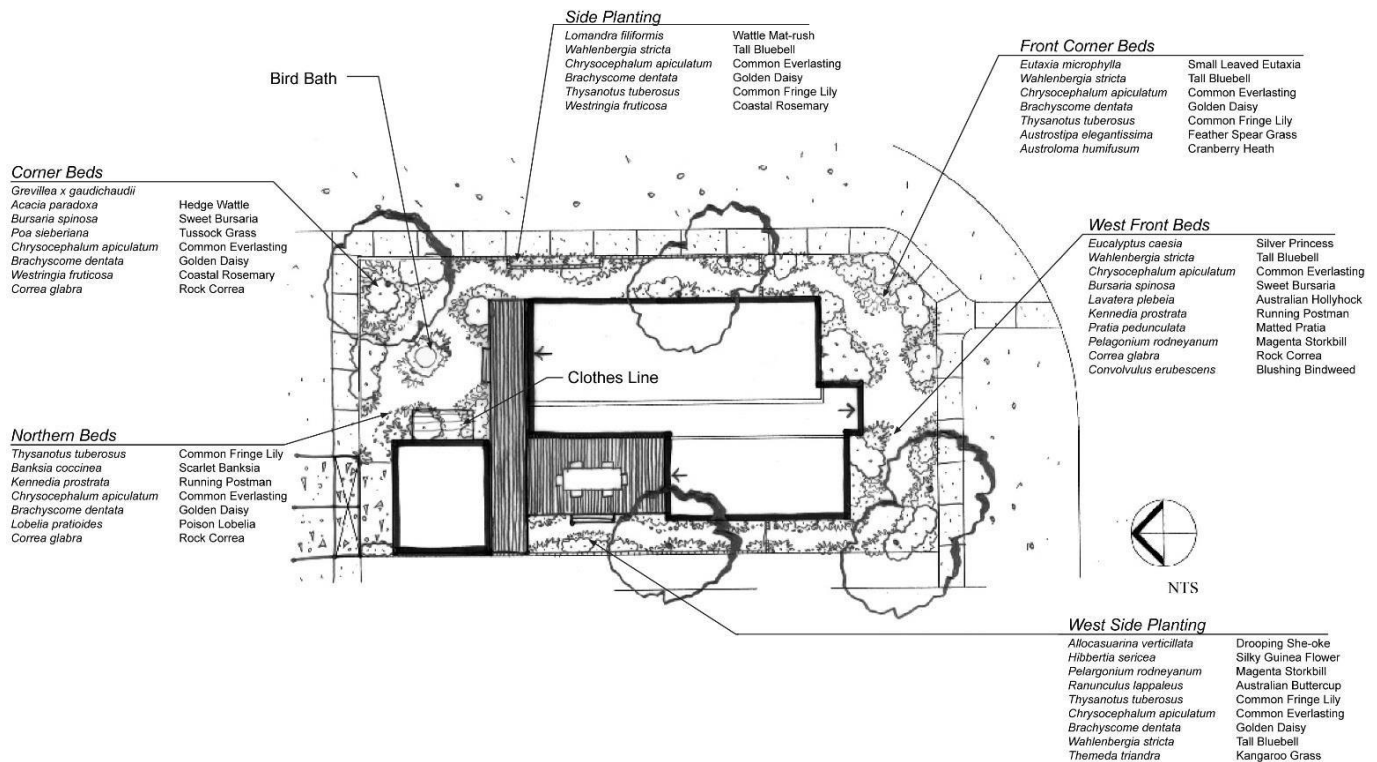 Side Planting
Lomandra filiformis Wattle Mat-rush
Wahlenbergia stricta Tall Bluebell
Chrysocephalum apiculatum Common Everlasting
Brachyscome dentata Golden Daisy
Thysanotus tuberosus Common Fringe Lily
Westringia fruticosa Coastal Rosemary
Front Corner Beds
Eutaxia microphylla Small Leaved Eutaxia
Wahlenbergia stricta Tall Bluebell
Chrysocephalum apiculatum Common Everlasting
Brachyscome dentata Golden Daisy
Thysanotus tuberosus Common Fringe Lily
Austrostipa elegantissima Feather Spear Grass
Austroloma humifusum Cranberry Heath
Bird Bath
Corner Beds
Grevillea x gaudichaudii
Acacia paradoxa Hedge Wattle
Bursaria spinosa Sweet Bursaria
Poa sieberiana Tussock Grass
Chrysocephalum apiculatum Common Everlasting
Brachyscome dentata Golden Daisy
Westringia fruticosa Coastal Rosemary
Correa glabra Rock Correa
West Front Beds
Eucalyptus caesia Silver Princess
Wahlenbergia stricta Tall Bluebell
Chrysocephalum apiculatum Common Everlasting
Bursaria spinosa Sweet Bursaria
Lavatera plebeia Australian Hollyhock
Kennedia prostrata Running Postman
Pratia pedunculata Matted Pratia
Pelagonium rodneyanum Magenta Storkbill
Correa glabra Rock Correa
Convolvulus erubescens Blushing Bindweed
Clothes Line
Northern Beds
Thysanotus tuberosus Common Fringe Lily
Banksia coccinea Scarlet Banksia
Kennedia prostrata Running Postman
Chrysocephalum apiculatum Common Everlasting
Brachyscome dentata Golden Daisy
Lobelia pratioides Poison Lobelia
Correa glabra Rock Correa
NTS
West Side Planting
Allocasuarina verticillata Drooping She-oke
Hibbertia sericea Silky Guinea Flower
Pelargonium rodneyanum Magenta Storkbill
Ranunculus lappaleus Australian Buttercup
Thysanotus tuberosus Common Fringe Lily
Chrysocephalum apiculatum Common Everlasting
Brachyscome dentata Golden Daisy
Wahlenbergia stricta Tall Bluebell
Themeda triandra Kangaroo Grass